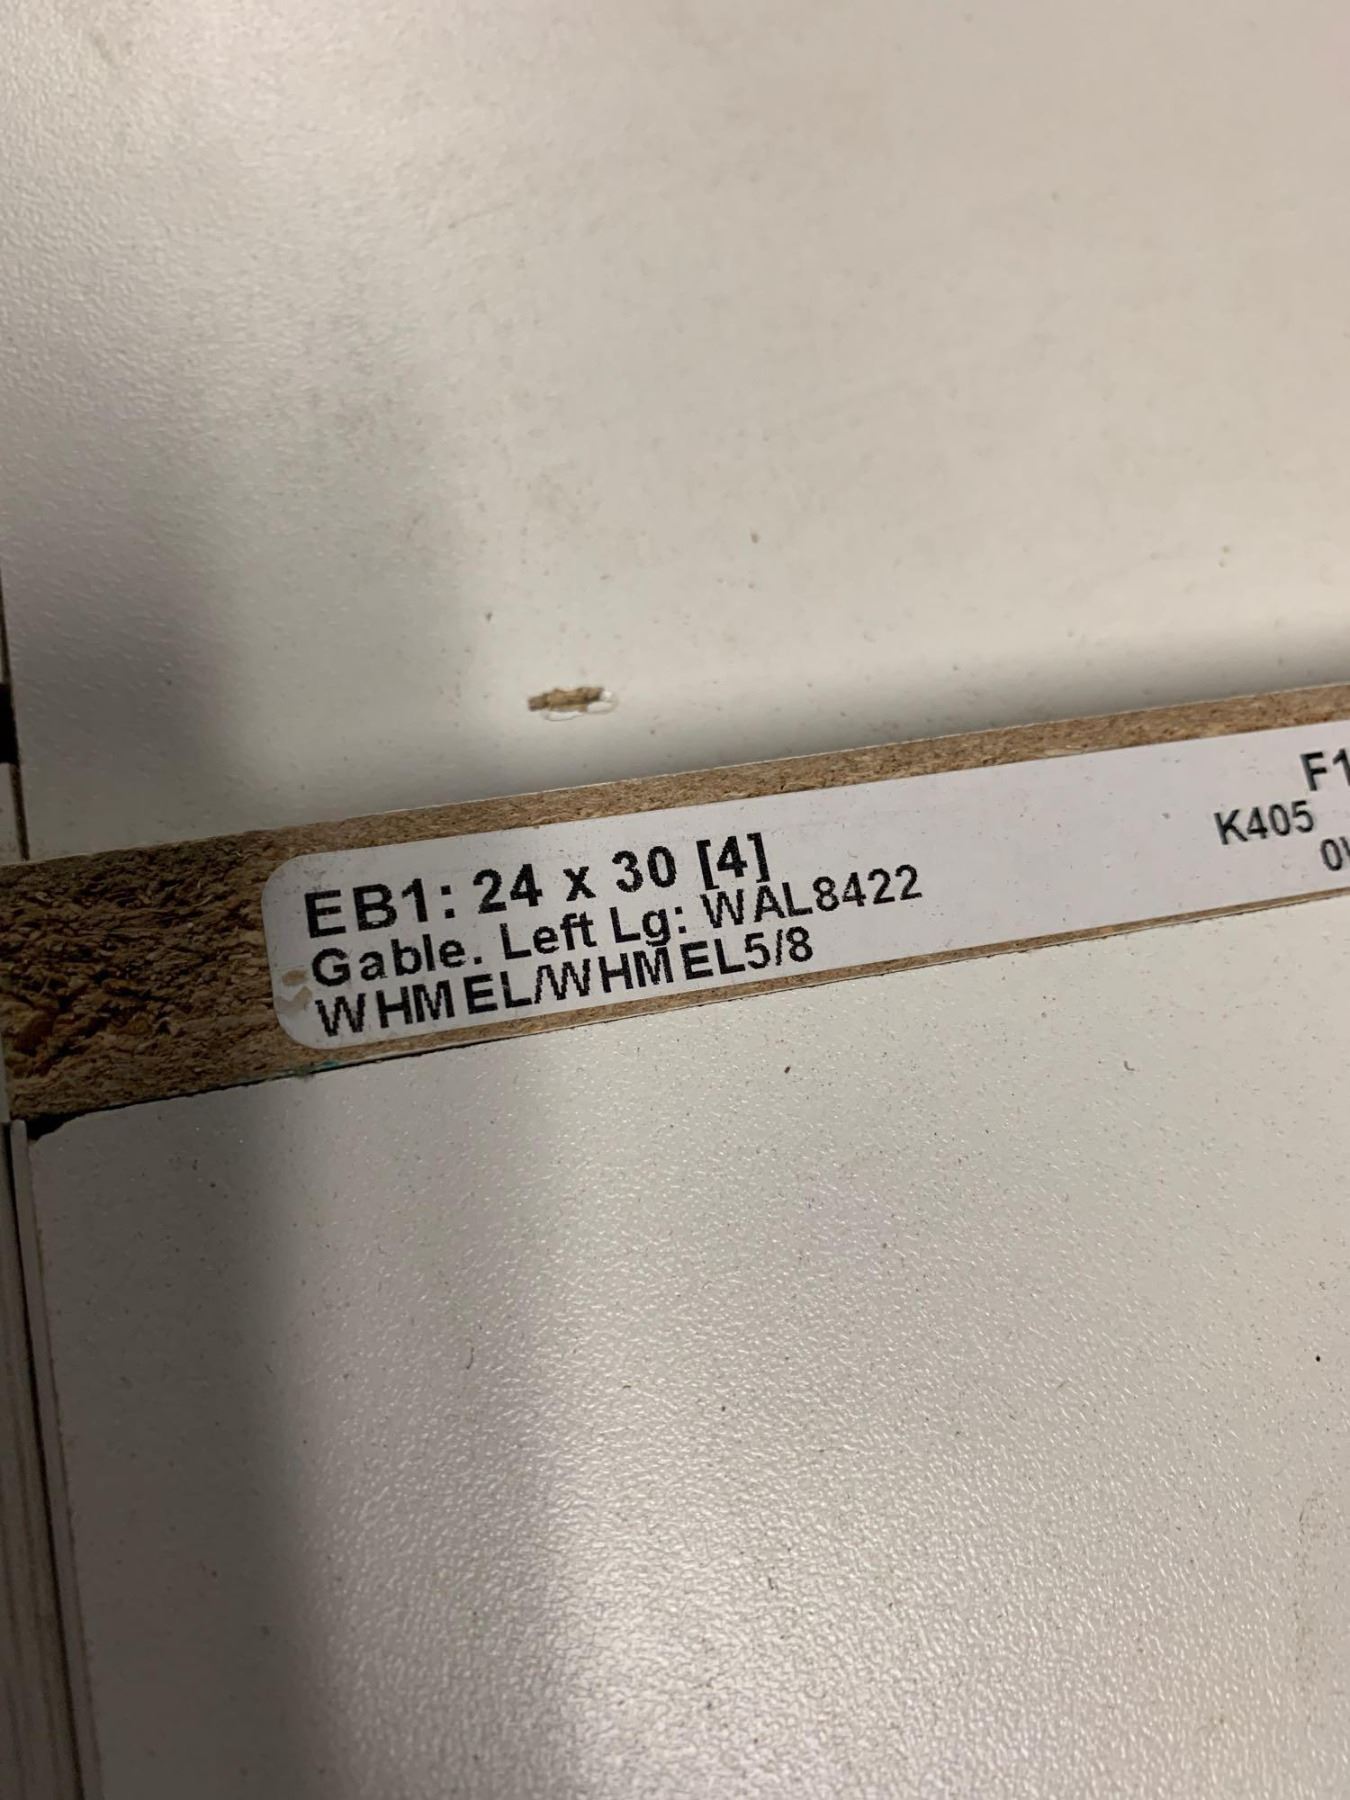 EB1: 24 x 30 [4]
Gable. Left Lg: WAL8422
WHMEL/WHMEL5/8
F1
K405